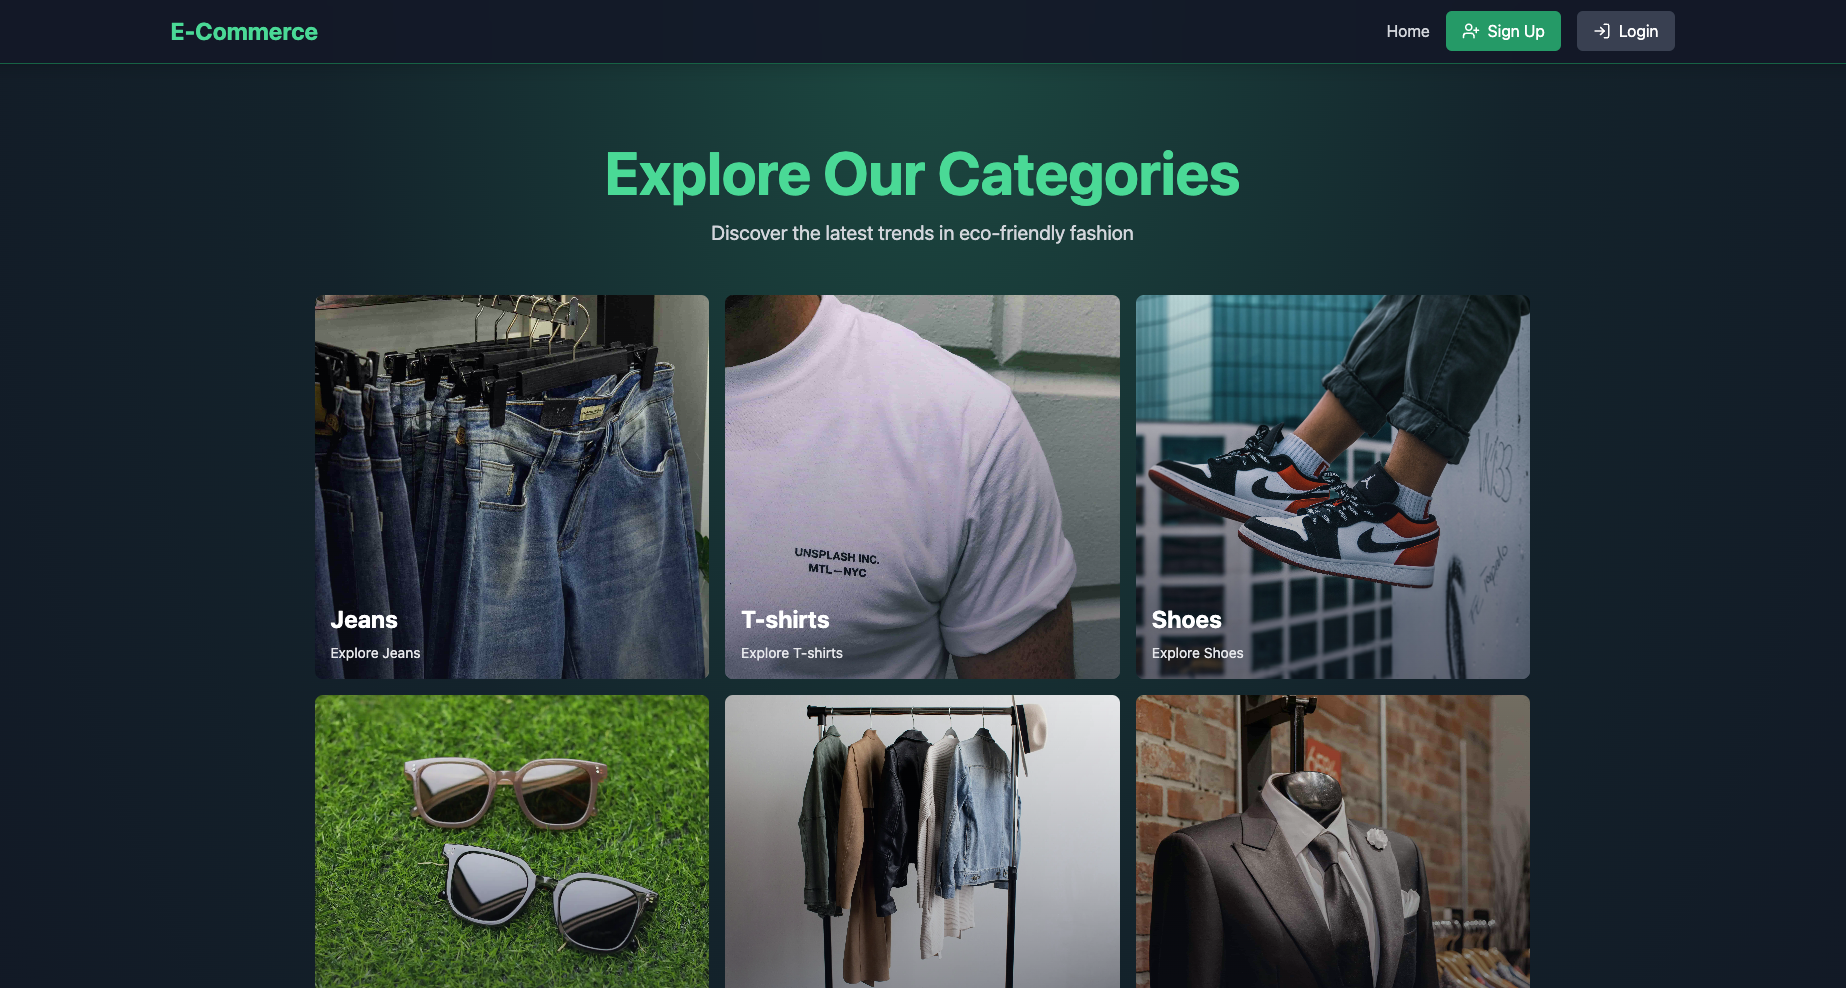 E-Commerce
Home
Sign Up
Login
Explore Our Categories
Discover the latest trends in eco-friendly fashion
UNSPLASH INC.
MTL—NYC
Jeans
Explore Jeans
T-shirts
Explore T-shirts
Shoes
Explore Shoes